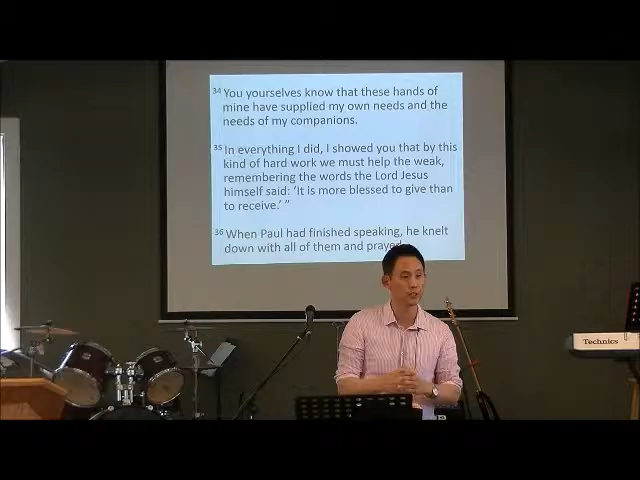 34 You yourselves know that these hands of
mine have supplied my own needs and the
needs of my companions.
35 In everything I did, I showed you that by this
kind of hard work we must help the weak,
remembering the words the Lord Jesus
himself said: ‘It is more blessed to give than
to receive.’ ”
36 When Paul had finished speaking, he knelt
down with all of them and prayed
Technics